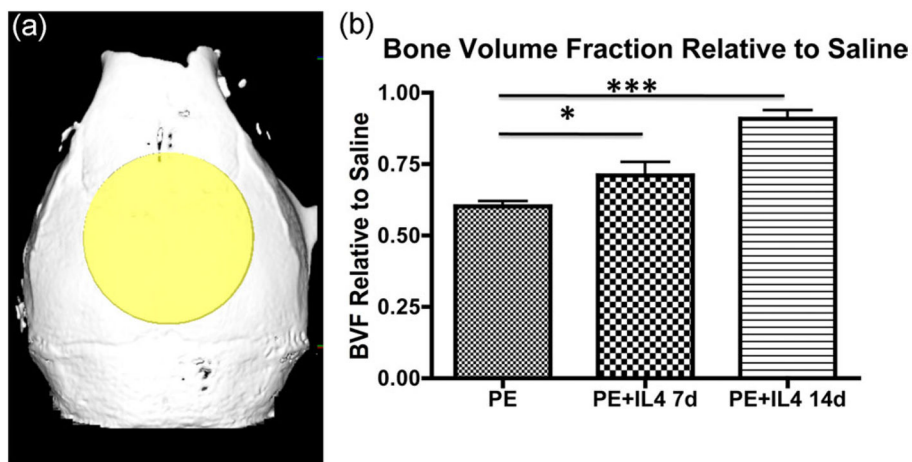 (a)
(b)
Bone Volume Fraction Relative to Saline
BVF Relative to Saline
1.00
0.75
0.50
0.25
0.00
***
*
PE
PE+IL4 7d
PE+IL4 14d